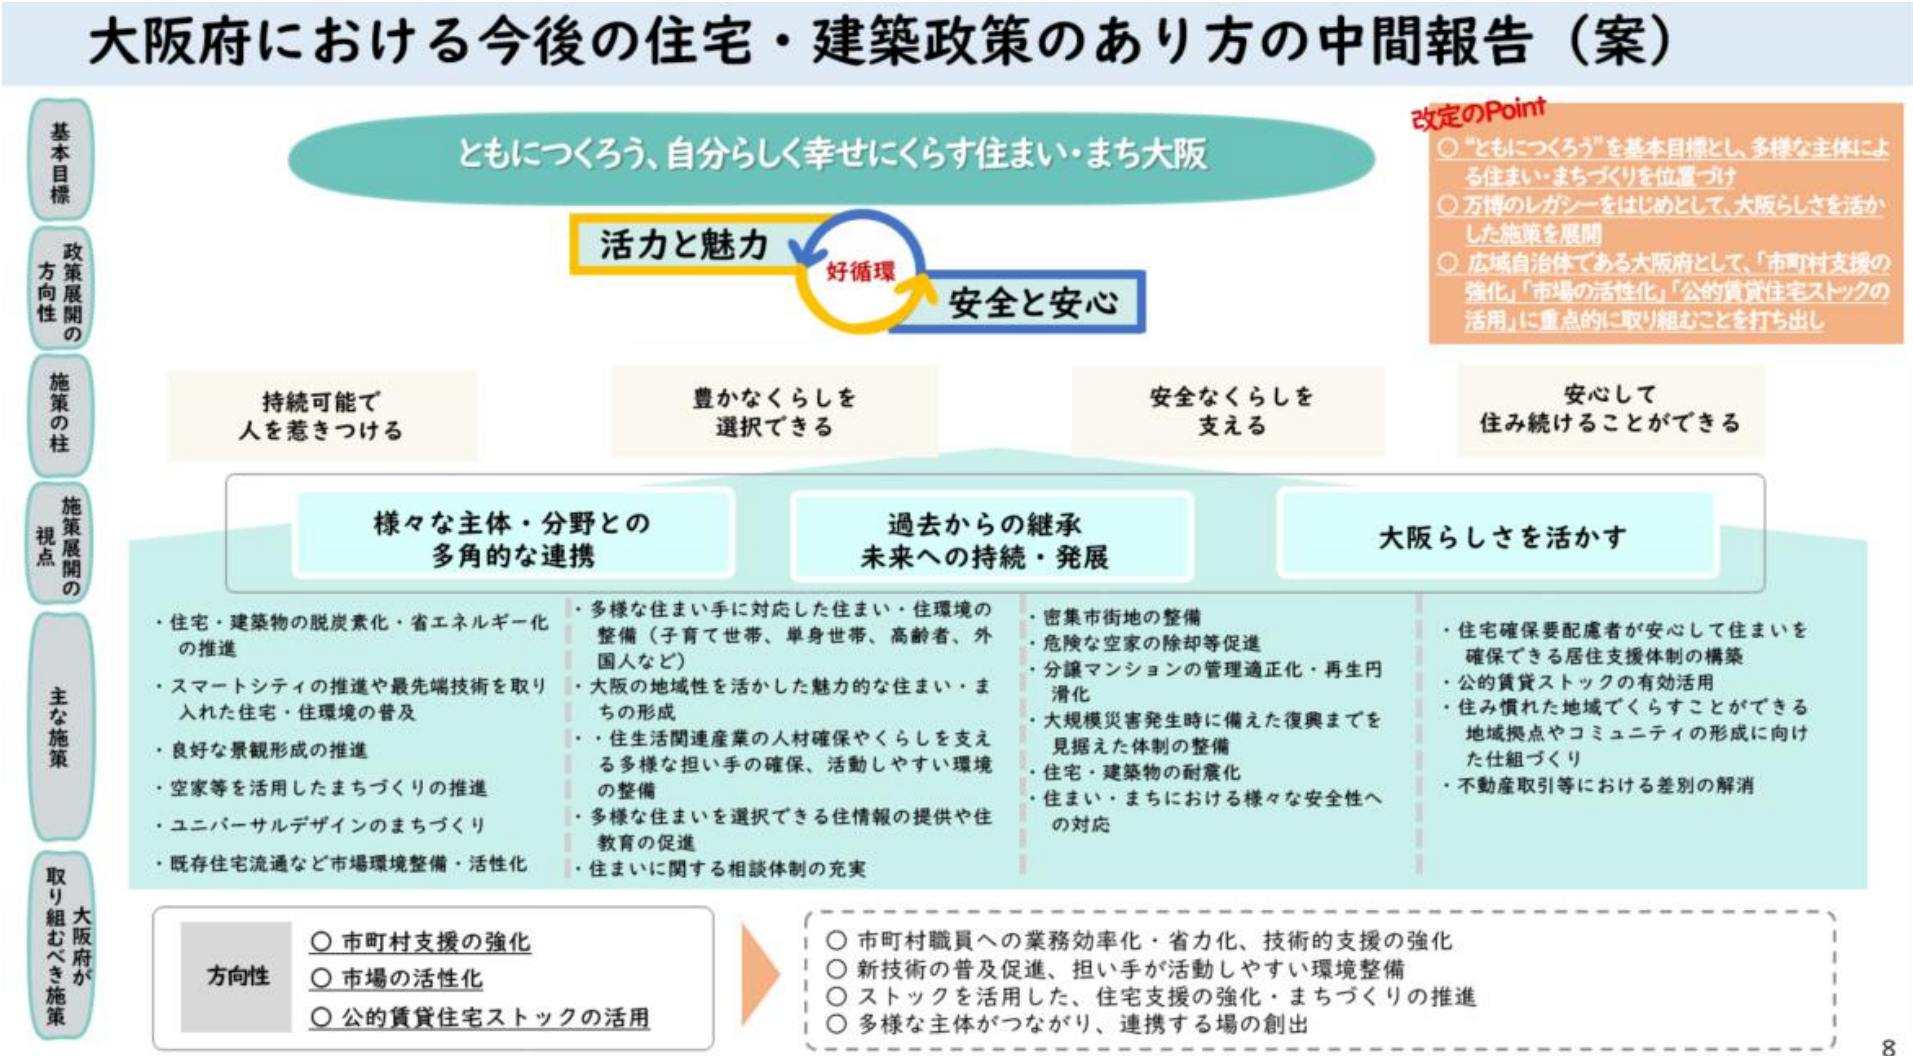 大阪府における今後の住宅・建築政策のあり方の中間報告（案）
基本目標
ともにつくろう、自分らしく幸せにくらす住まい・まち大阪
改定のPoint
○ “ともにつくろう”を基本目標とし、多様な主体によ
る住まい・まちづくりを位置づけ
○ 万博のレガシーをはじめとして、大阪らしさを活か
した施策を展開
○ 広域自治体である大阪府として、「市町村支援の
強化」「市場の活性化」「公的賃貸住宅ストックの
活用」に重点的に取り組むことを打ち出し
政策展開の
方向性
活力と魅力
好循環
安全と安心
施策の柱
持続可能で
人を惹きつける
豊かなくらしを
選択できる
安全なくらしを
支える
安心して
住み続けることができる
施策展開の
視点
様々な主体・分野との
多角的な連携
過去からの継承
未来への持続・発展
大阪らしさを活かす
主な施策
・住宅・建築物の脱炭素化・省エネルギー化
の推進
・スマートシティの推進や最先端技術を取り
入れた住宅・住環境の普及
・良好な景観形成の推進
・空家等を活用したまちづくりの推進
・ユニバーサルデザインのまちづくり
・既存住宅流通など市場環境整備・活性化
・多様な住まい手に対応した住まい・住環境の
整備（子育て世帯、単身世帯、高齢者、外
国人など）
・大阪の地域性を活かした魅力的な住まい・ま
ちの形成
・・住生活関連産業の人材確保やくらしを支え
る多様な担い手の確保、活動しやすい環境
の整備
・多様な住まいを選択できる住情報の提供や住
教育の促進
・住まいに関する相談体制の充実
・密集市街地の整備
・危険な空家の除却等促進
・分譲マンションの管理適正化・再生円
滑化
・大規模災害発生時に備えた復興までを
見据えた体制の整備
・住宅・建築物の耐震化
・住まい・まちにおける様々な安全性へ
の対応
・住宅確保要配慮者が安心して住まいを
確保できる居住支援体制の構築
・公的賃貸ストックの有効活用
・住み慣れた地域でくらすことができる
地域拠点やコミュニティの形成に向け
た仕組づくり
・不動産取引等における差別の解消
大阪府が
取り組むべき施策
方向性
○ 市町村支援の強化
○ 市場の活性化
○ 公的賃貸住宅ストックの活用
○ 市町村職員への業務効率化・省力化、技術的支援の強化
○ 新技術の普及促進、担い手が活動しやすい環境整備
○ ストックを活用した、住宅支援の強化・まちづくりの推進
○ 多様な主体がつながり、連携する場の創出
8